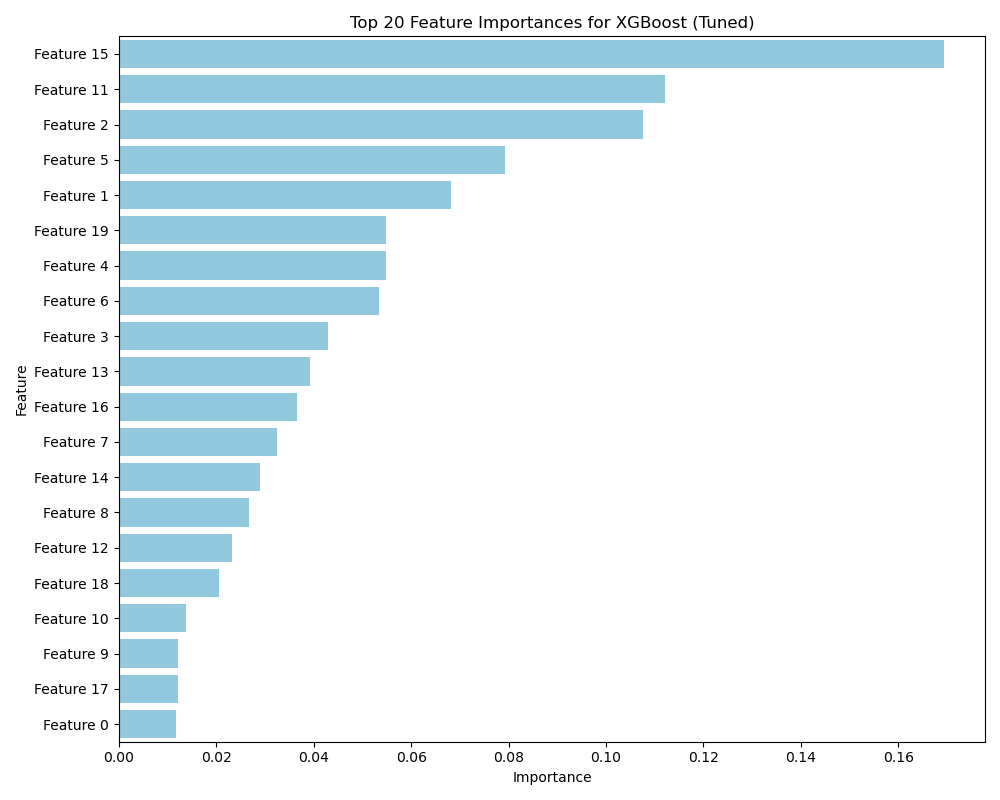 Top 20 Feature Importances for XGBoost (Tuned)
Feature 15
Feature 11
Feature 2
Feature 5
Feature 1
Feature 19
Feature 4
Feature 6
Feature 3
Feature 13
Feature 16
Feature 7
Feature 14
Feature 8
Feature 12
Feature 18
Feature 10
Feature 9
Feature 17
Feature 0
Feature
0.00 0.02 0.04 0.06 0.08 0.10 0.12 0.14 0.16
Importance